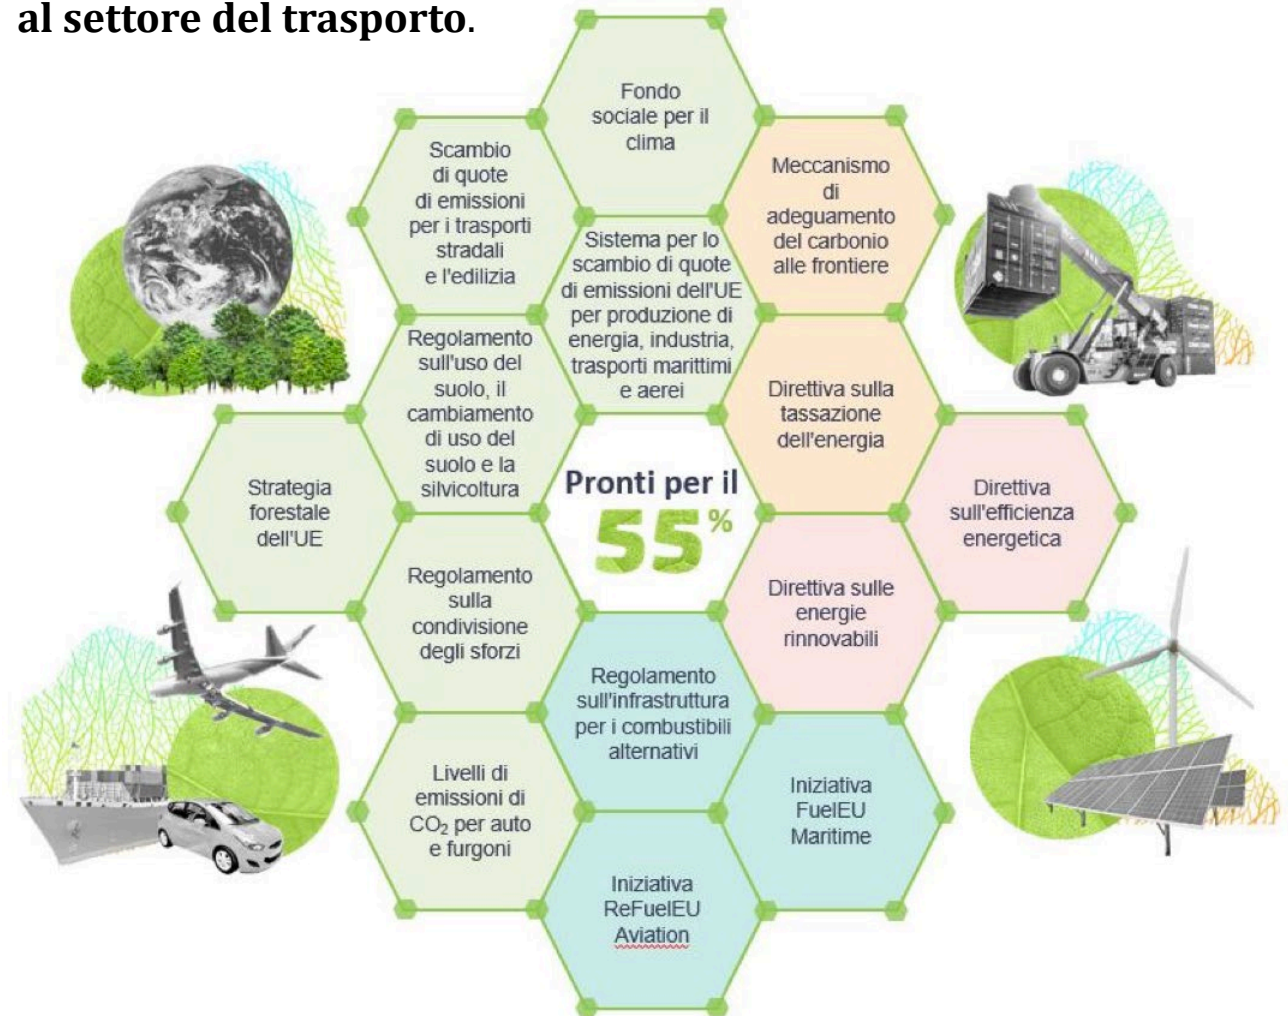 al settore del trasporto.
Fondo
sociale per il
clima
Scambio
di quote
di emissioni
per i trasporti
stradali
e l'edilizia
Meccanismo
di
adeguamento
del carbonio
alle frontiere
Sistema per lo
scambio di quote
di emissioni dell'UE
per produzione di
energia, industria,
trasporti marittimi
e aerei
Regolamento
sull'uso del
suolo, il
cambiamento
di uso del
suolo e la
silvicoltura
Direttiva sulla
tassazione
dell'energia
Strategia
forestale
dell'UE
Pronti per il
55%
Direttiva
sull'efficienza
energetica
Regolamento
sulla
condivisione
degli sforzi
Direttiva sulle
energie
rinnovabili
Regolamento
sull'infrastruttura
per i combustibili
alternativi
Livelli di
emissioni di
CO₂ per auto
e furgoni
Iniziativa
FuelEU
Maritime
Iniziativa
ReFuelEU
Aviation